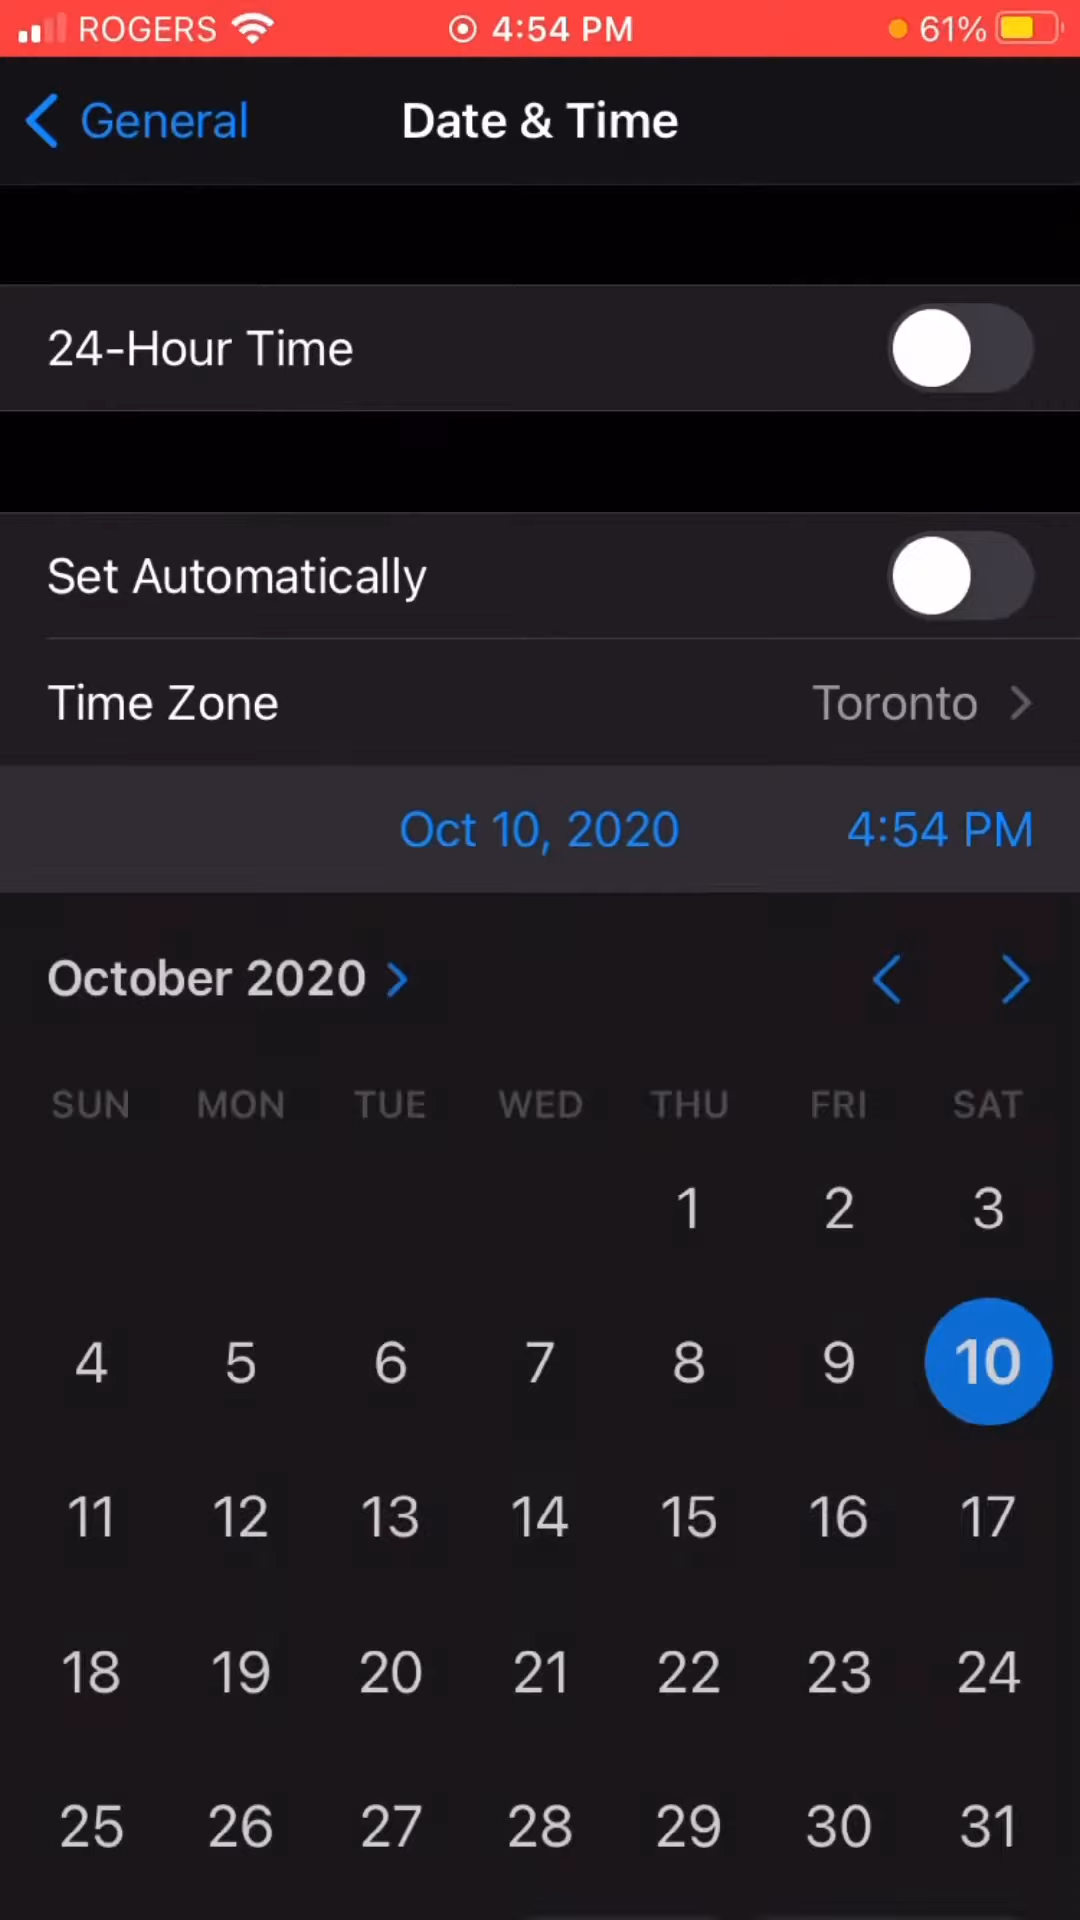 ROGERS 4:54 PM 61%
General Date & Time
24-Hour Time
Set Automatically
Time Zone Toronto
Oct 10, 2020 4:54 PM
October 2020
SUN MON TUE WED THU FRI SAT
1 2 3
4 5 6 7 8 9 10
11 12 13 14 15 16 17
18 19 20 21 22 23 24
25 26 27 28 29 30 31